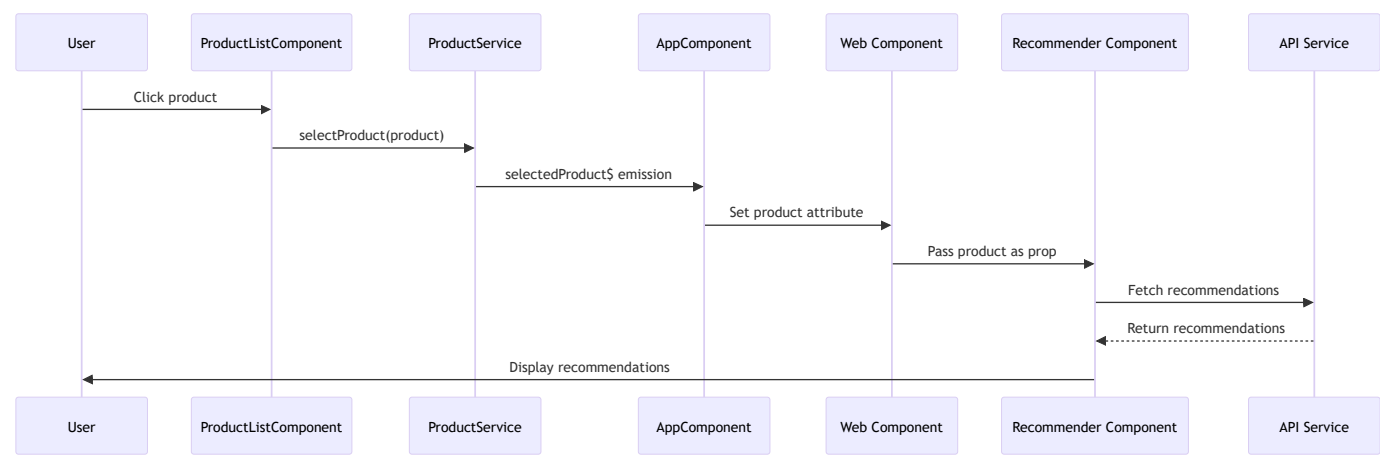 User
ProductListComponent
ProductService
AppComponent
Web Component
Recommender Component
API Service
Click product
selectProduct(product)
selectedProduct$ emission
Set product attribute
Pass product as prop
Fetch recommendations
Return recommendations
Display recommendations
User
ProductListComponent
ProductService
AppComponent
Web Component
Recommender Component
API Service